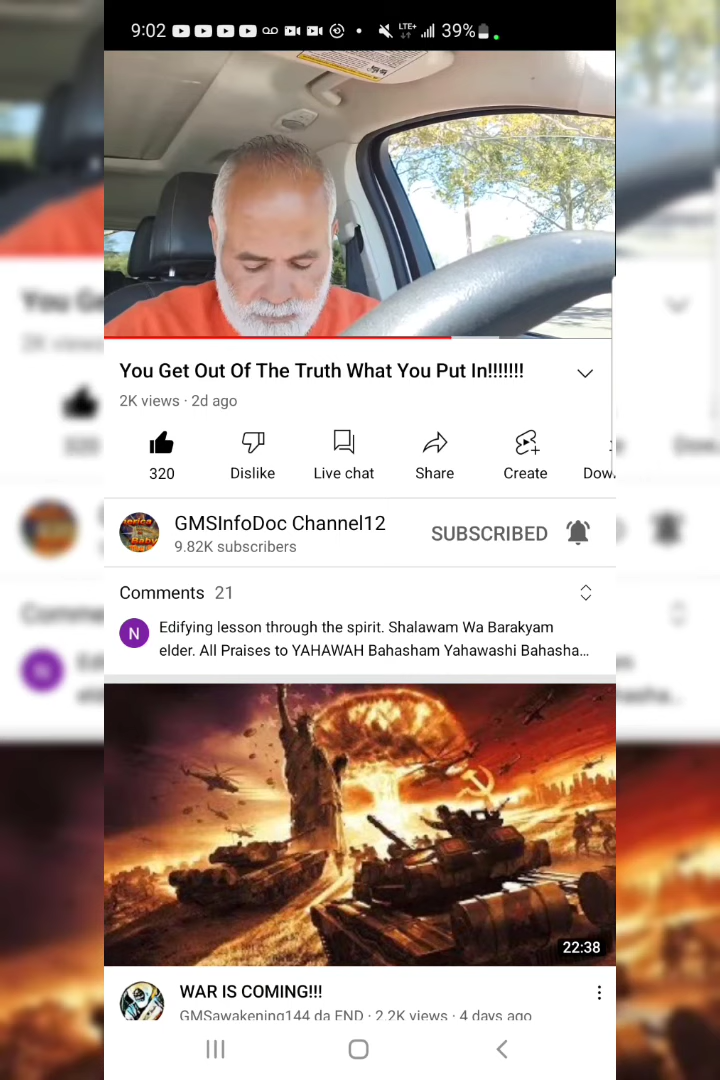 9:02 LTE+ 39%
You Get Out Of The Truth What You Put In!!!!!!!
2K views · 2d ago
320 Dislike Live chat Share Create Dow
GMSInfoDoc Channel12 SUBSCRIBED
9.82K subscribers
Comments 21
N Edifying lesson through the spirit. Shalawam Wa Barakyam
elder. All Praises to YAHAWAH Bahasham Yahawashi Bahasha...
22:38
WAR IS COMING!!!
GMSawakening144 da END · 2.2K views · 4 days ago